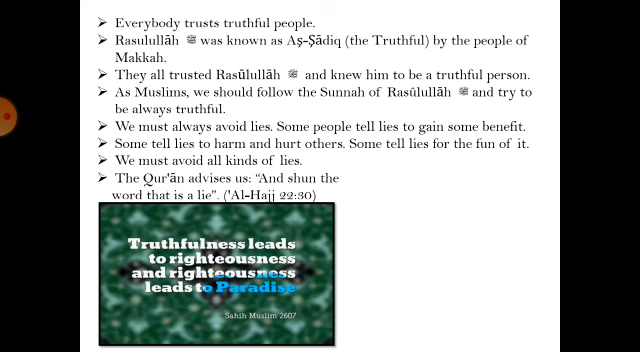 ➢ Everybody trusts truthful people.
➢ Rasulullāh ﷺ was known as Aṣ-Ṣādiq (the Truthful) by the people of
Makkah.
➢ They all trusted Rasūlullāh ﷺ and knew him to be a truthful person.
➢ As Muslims, we should follow the Sunnah of Rasūlullāh ﷺ and try to
be always truthful.
➢ We must always avoid lies. Some people tell lies to gain some benefit.
➢ Some tell lies to harm and hurt others. Some tell lies for the fun of it.
➢ We must avoid all kinds of lies.
➢ The Qur'ān advises us: “And shun the
word that is a lie”. ('Al-Hajj 22:30)
Truthfulness leads
to righteousness
and righteousness
leads to Paradise
Sahih Muslim 2607